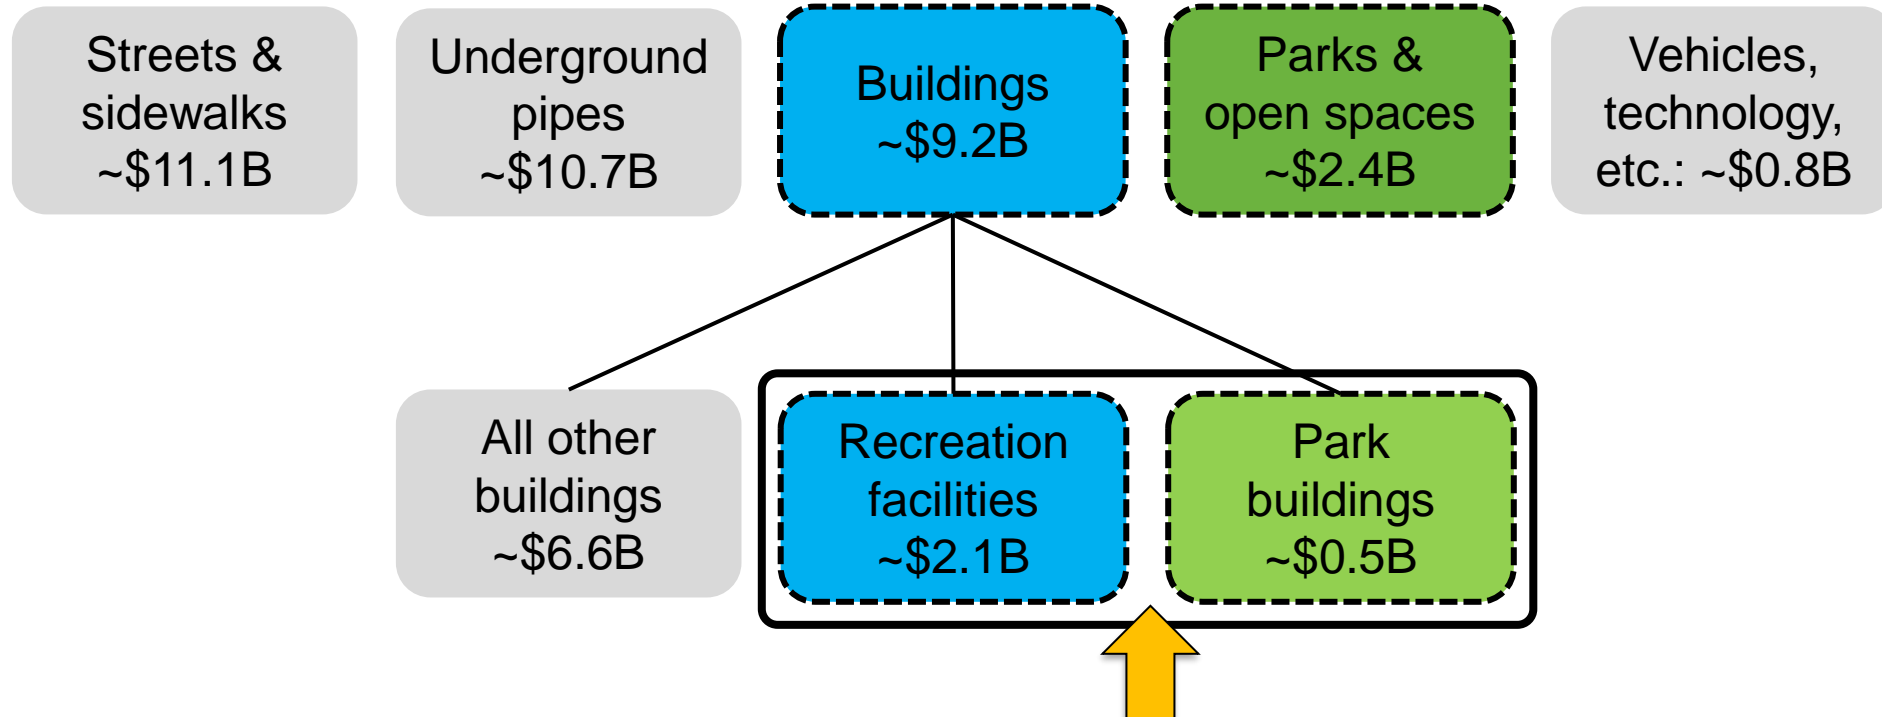 Streets &
sidewalks
~$11.1B
Underground
pipes
~$10.7B
Buildings
~$9.2B
Parks &
open spaces
~$2.4B
Vehicles,
technology,
etc.: ~$0.8B
All other
buildings
~$6.6B
Recreation
facilities
~$2.1B
Park
buildings
~$0.5B